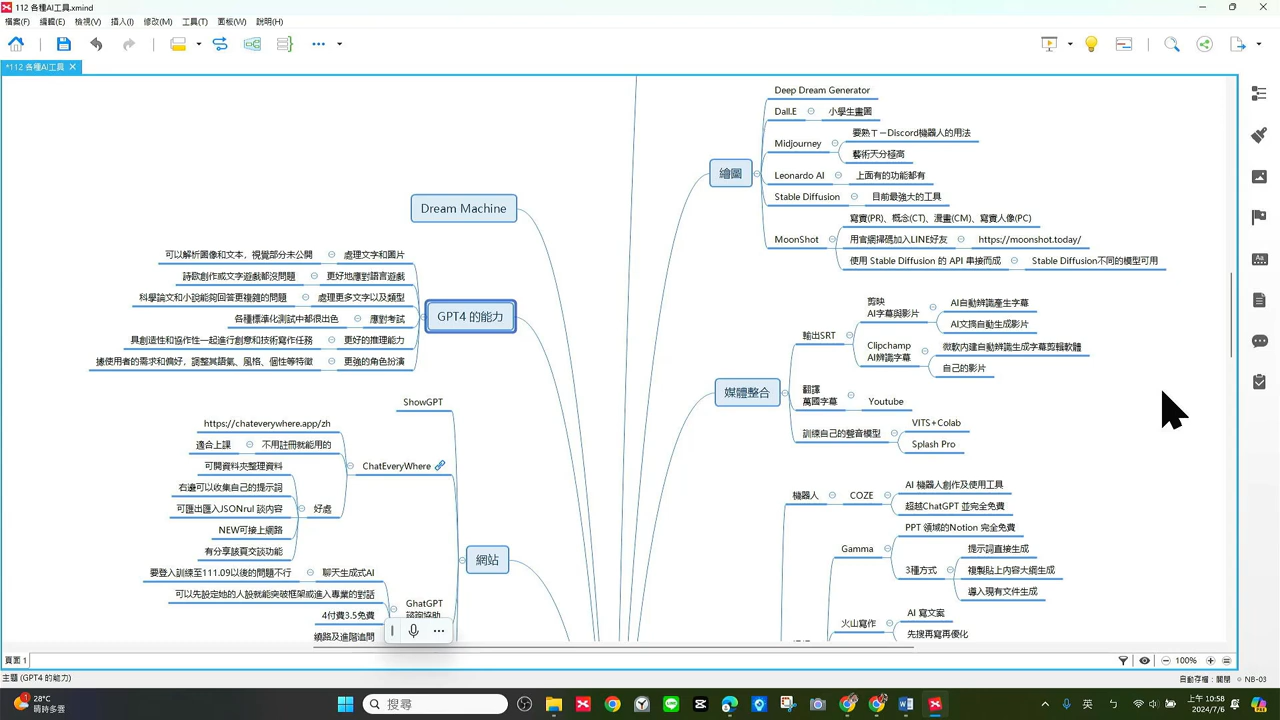 112 各種AI工具.xmind
檔案(F) 編輯(E) 檢視(V) 插入(I) 修改(M) 工具(T) 面板(W) 說明(H)
*112 各種AI工具
Dream Machine
可以解析圖像和文本，視覺部分未公開 處理文字和圖片
詩歌創作或文字遊戲都沒問題 更好地應對語言遊戲
科學論文和小說能夠回答更複雜的問題 處理更多文字以及類型
GPT4 的能力
各種標準化測試中都很出色 應對考試
具創造性和協作性一起進行創意和技術寫作任務 更好的推理能力
據使用者的需求和偏好，調整其語氣、風格、個性等特徵 更強的角色扮演
ShowGPT
https://chateverywhere.app/zh
適合上課 不用註冊就能用的
ChatEveryWhere
可開資料夾整理資料
右邊可以收集自己的提示詞
可匯出匯入JSONrul 談內容 好處
NEW可接上網路
有分享該頁交談功能
網站
要登入訓練至111.09以後的問題不行 聊天生成式AI
可以先設定她的人設就能突破框架或進入專業的對話
GhatGPT
諮詢協助
4付費3.5免費
繞路及進階追問
Deep Dream Generator
Dall.E 小學生畫圖
Midjourney
要熟ㄒㄧDiscord機器人的用法
藝術天分極高
繪圖
Leonardo AI 上面有的功能都有
Stable Diffusion 目前最強大的工具
寫實(PR)、概念(CT)、漫畫(CM)、寫實人像(PC)
MoonShot 用官網掃碼加入LINE好友 https://moonshot.today/
使用 Stable Diffusion 的 API 串接而成 Stable Diffusion不同的模型可用
剪映
AI字幕與影片
AI自動辨識產生字幕
AI文搞自動生成影片
輸出SRT
Clipchamp
AI辨識字幕
微軟內建自動辨識生成字幕剪輯軟體
自己的影片
媒體整合
翻譯
萬國字幕
Youtube
訓練自己的聲音模型
VITS+Colab
Splash Pro
機器人 COZE
AI 機器人創作及使用工具
超越ChatGPT 並完全免費
PPT 領域的Notion 完全免費
Gamma
提示詞直接生成
3種方式 複製貼上內容大綱生成
導入現有文件生成
火山寫作
AI 寫文案
先搜再寫再優化
頁面 1
100%
主題 (GPT4 的能力)
自動存檔：關閉 NB-03
28°C
晴時多雲
搜尋
英
上午 10:58
2024/7/6